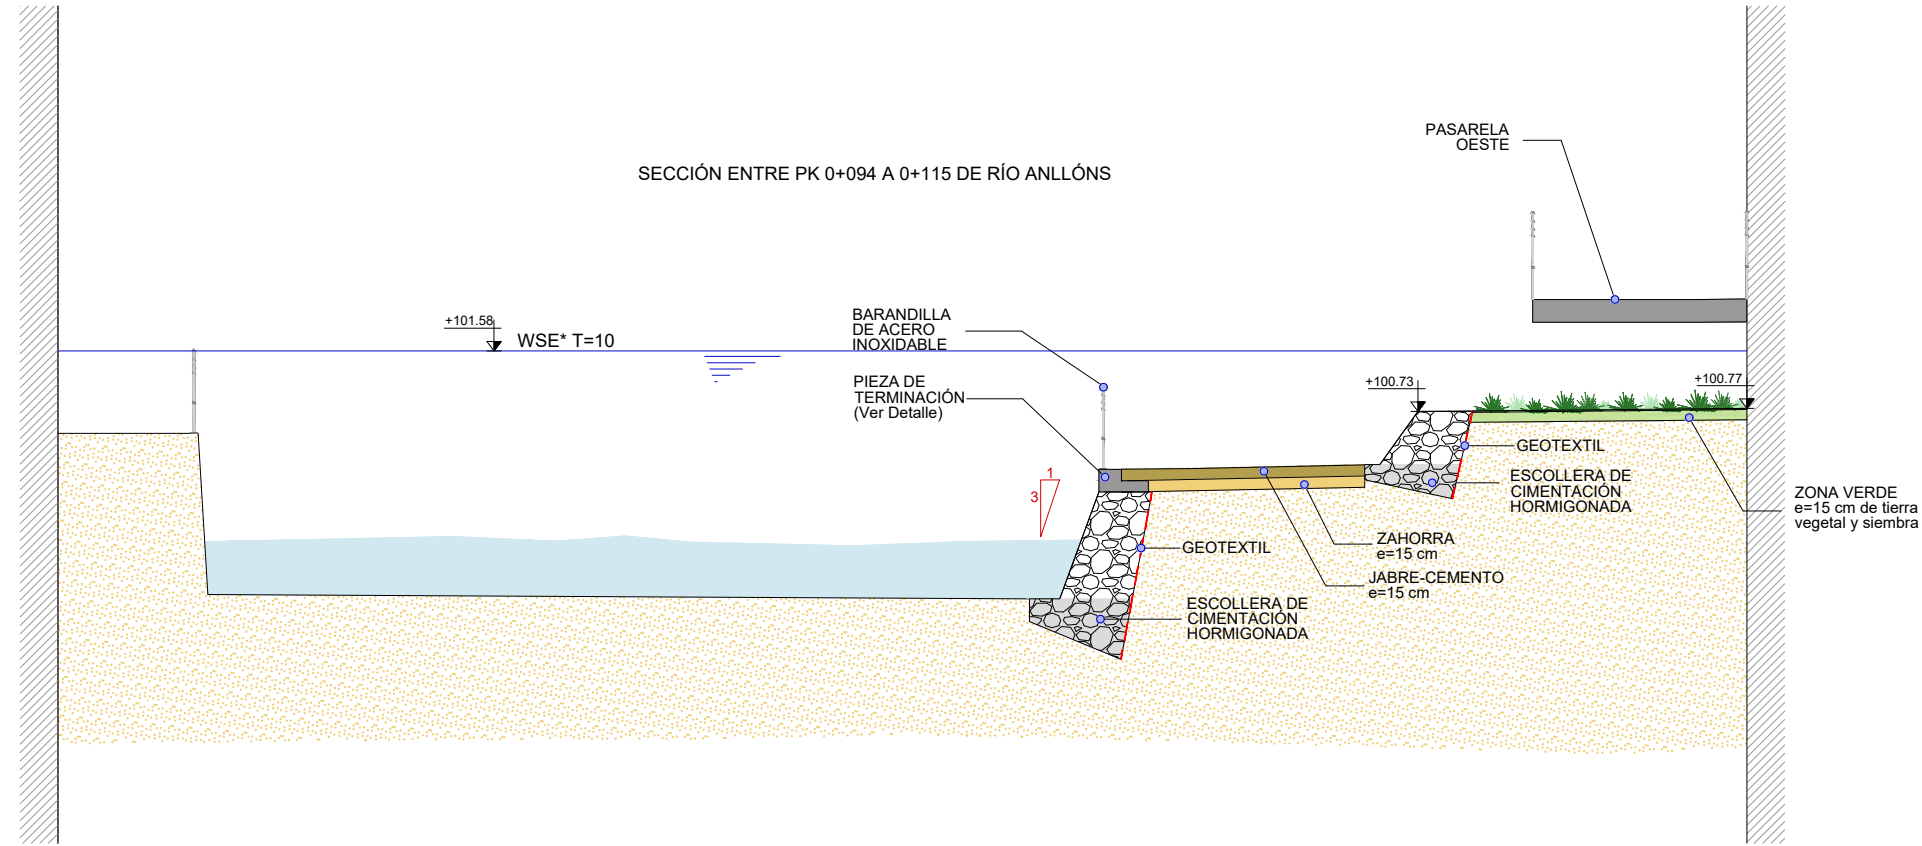 PASARELA
OESTE
SECCIÓN ENTRE PK 0+094 A 0+115 DE RÍO ANLLÓNS
+101.58
WSE* T=10
BARANDILLA
DE ACERO
INOXIDABLE
PIEZA DE
TERMINACIÓN
(Ver Detalle)
+100.73
+100.77
GEOTEXTIL
ESCOLLERA DE
CIMENTACIÓN
HORMIGONADA
ZONA VERDE
e=15 cm de tierra
vegetal y siembra
1
3
ZAHORRA
e=15 cm
GEOTEXTIL
JABRE-CEMENTO
e=15 cm
ESCOLLERA DE
CIMENTACIÓN
HORMIGONADA